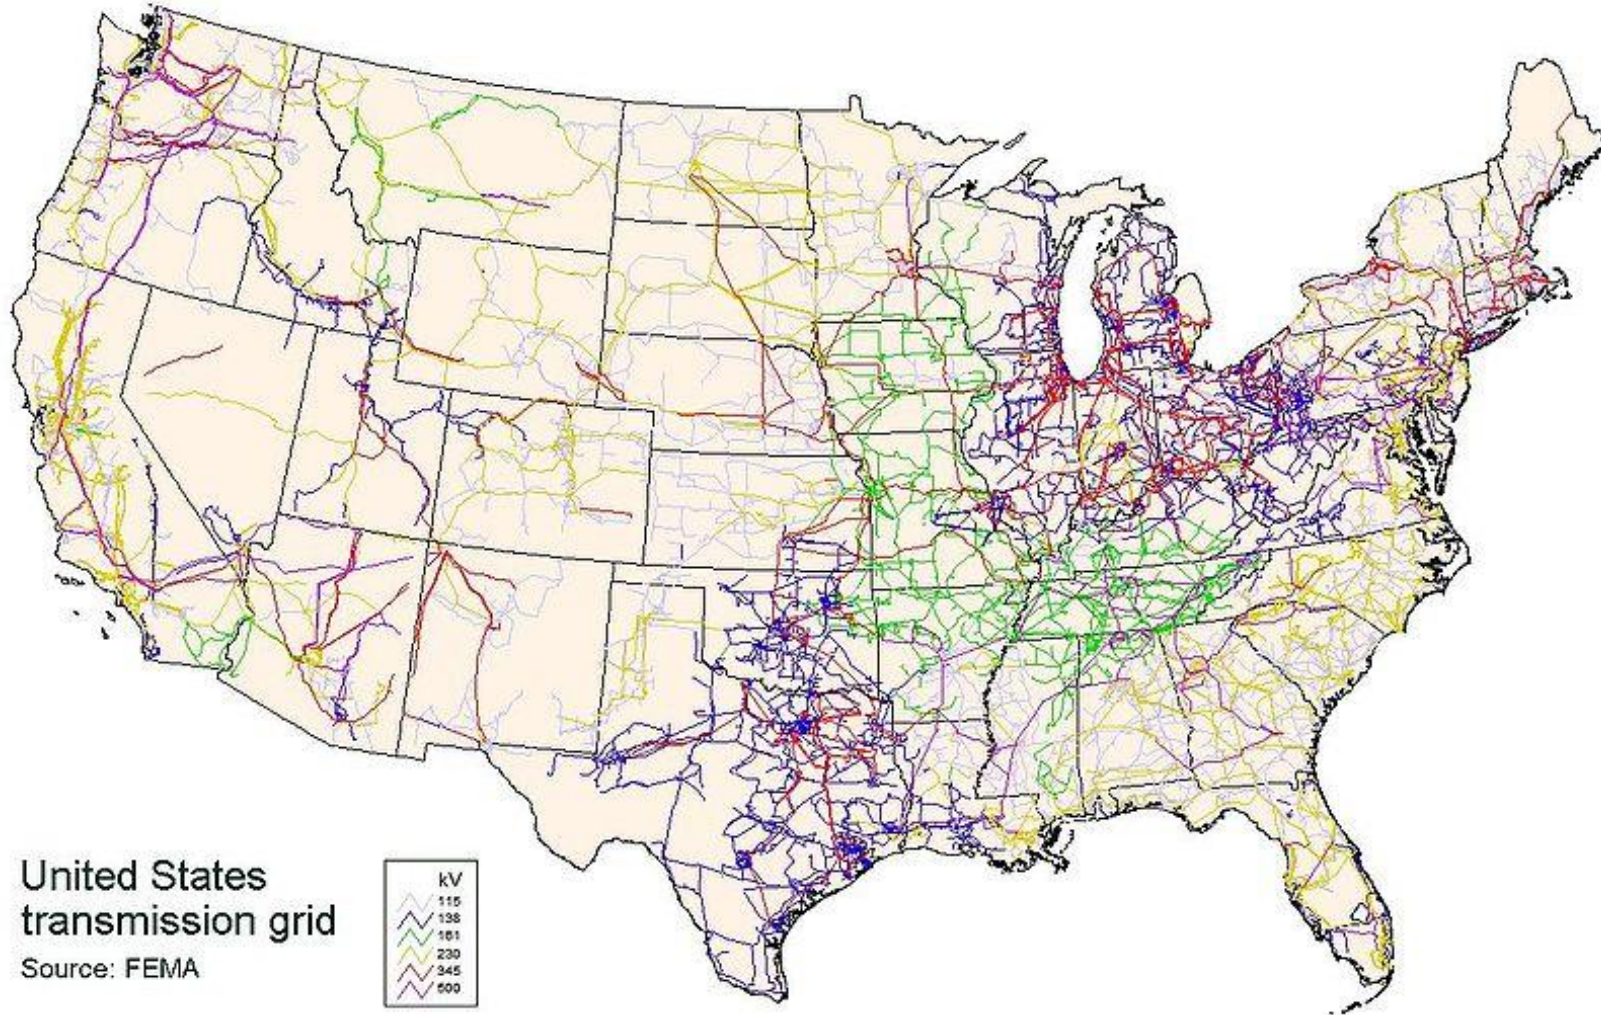 United States
transmission grid
Source: FEMA
kV
115
138
161
230
345
500